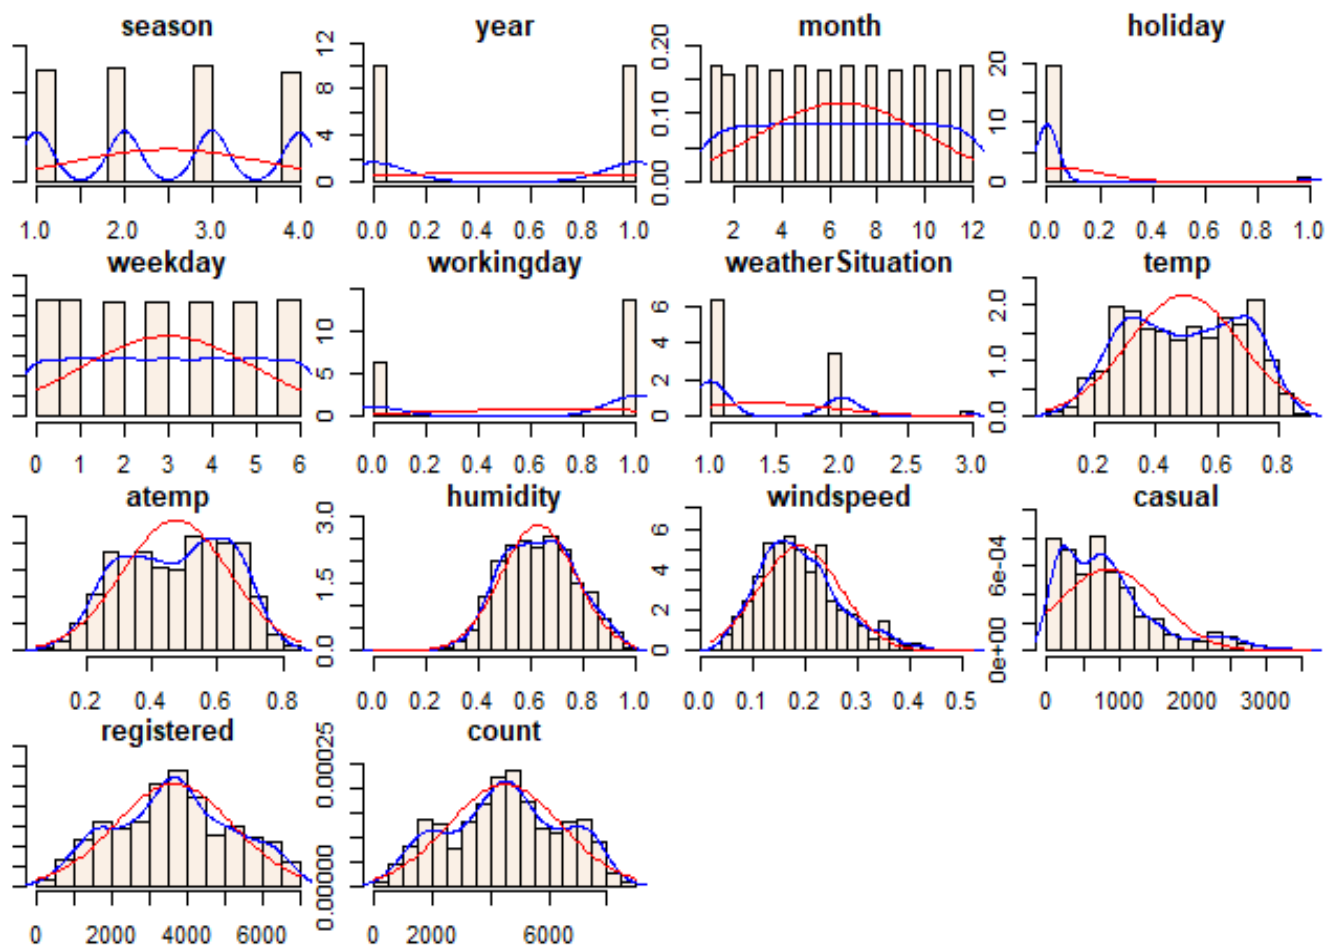 season year month holiday
0 4 8 12 0.00 0.10 0.20 0 10 20
1.0 2.0 3.0 4.0 0.0 0.2 0.4 0.6 0.8 1.0 2 4 6 8 10 12 0.0 0.2 0.4 0.6 0.8 1.0
weekday workingday weatherSituation temp
0 5 10 0 2 4 6 0.0 1.0 2.0
0 1 2 3 4 5 6 0.0 0.2 0.4 0.6 0.8 1.0 1.0 1.5 2.0 2.5 3.0 0.2 0.4 0.6 0.8
atemp humidity windspeed casual
0.0 1.5 3.0 0 2 4 6 0e+00 6e-04
0.2 0.4 0.6 0.8 0.0 0.2 0.4 0.6 0.8 1.0 0.0 0.1 0.2 0.3 0.4 0.5 0 1000 2000 3000
registered count
0.00000 0.00025
0 2000 4000 6000 0 2000 6000